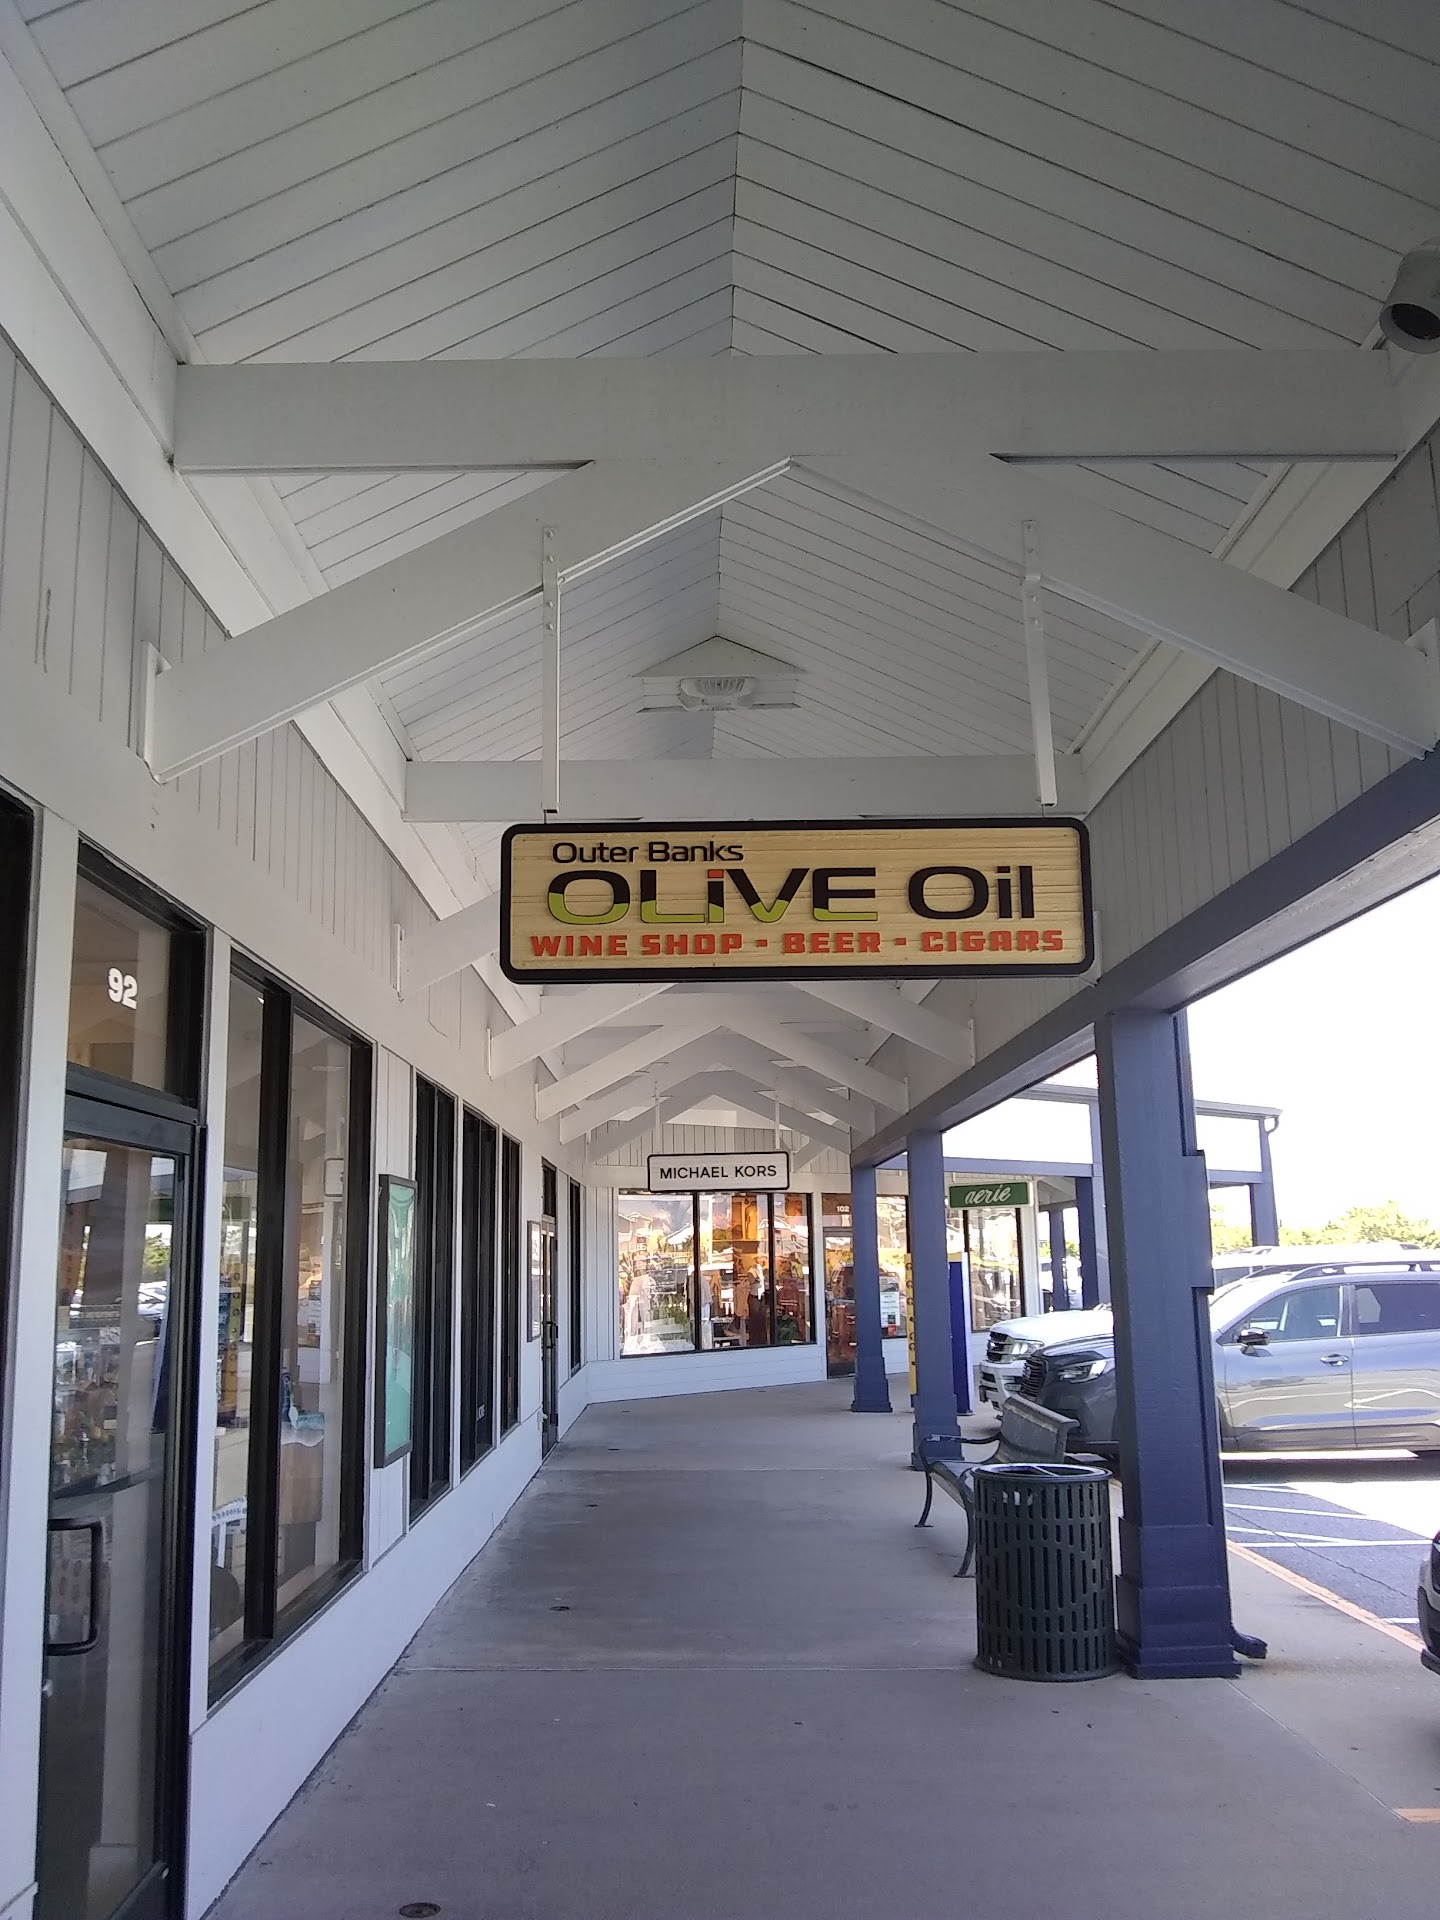 Outer Banks
OLiVE Oil
WINE SHOP - BEER - CIGARS
92
MICHAEL KORS
aerie
102